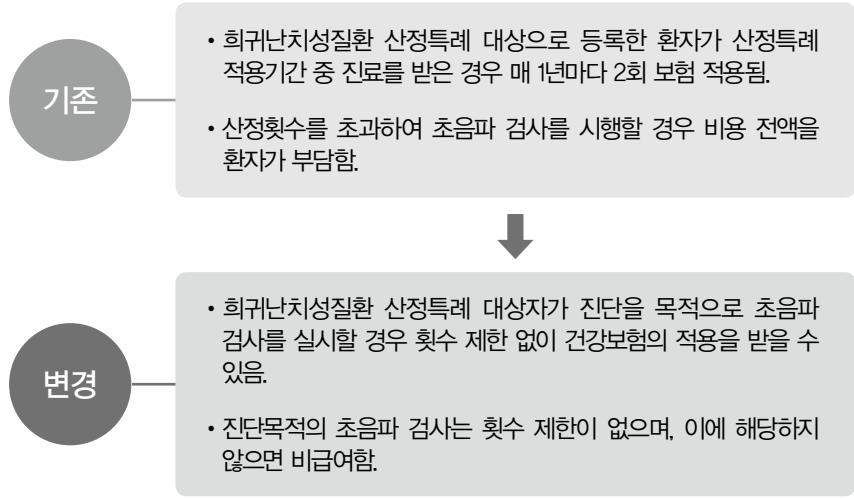 기존
• 희귀난치성질환 산정특례 대상으로 등록한 환자가 산정특례
적용기간 중 진료를 받은 경우 매 1년마다 2회 보험 적용됨.
• 산정횟수를 초과하여 초음파 검사를 시행할 경우 비용 전액을
환자가 부담함.
변경
• 희귀난치성질환 산정특례 대상자가 진단을 목적으로 초음파
검사를 실시할 경우 횟수 제한 없이 건강보험의 적용을 받을 수
있음.
• 진단목적의 초음파 검사는 횟수 제한이 없으며, 이에 해당하지
않으면 비급여함.